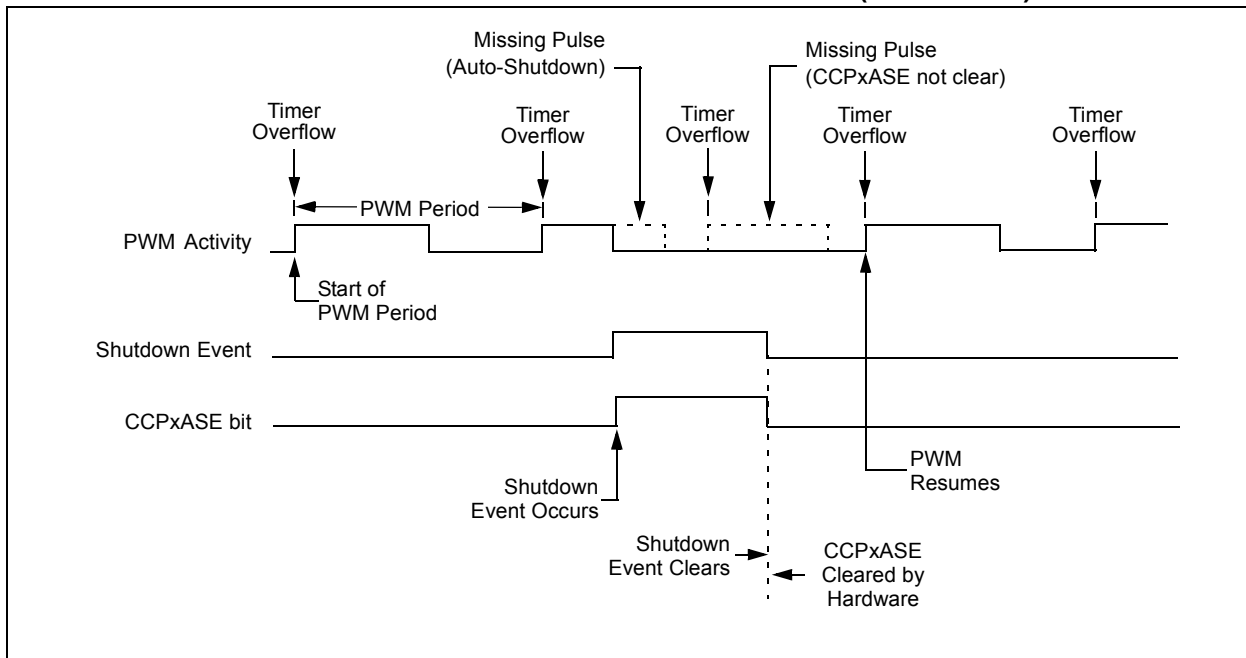 Missing Pulse
(Auto-Shutdown)
Missing Pulse
(CCPxASE not clear)
Timer
Overflow
Timer
Overflow
Timer
Overflow
Timer
Overflow
Timer
Overflow
PWM Period
PWM Activity
Start of
PWM Period
Shutdown Event
CCPxASE bit
Shutdown
Event Occurs
PWM
Resumes
Shutdown
Event Clears
CCPxASE
Cleared by
Hardware